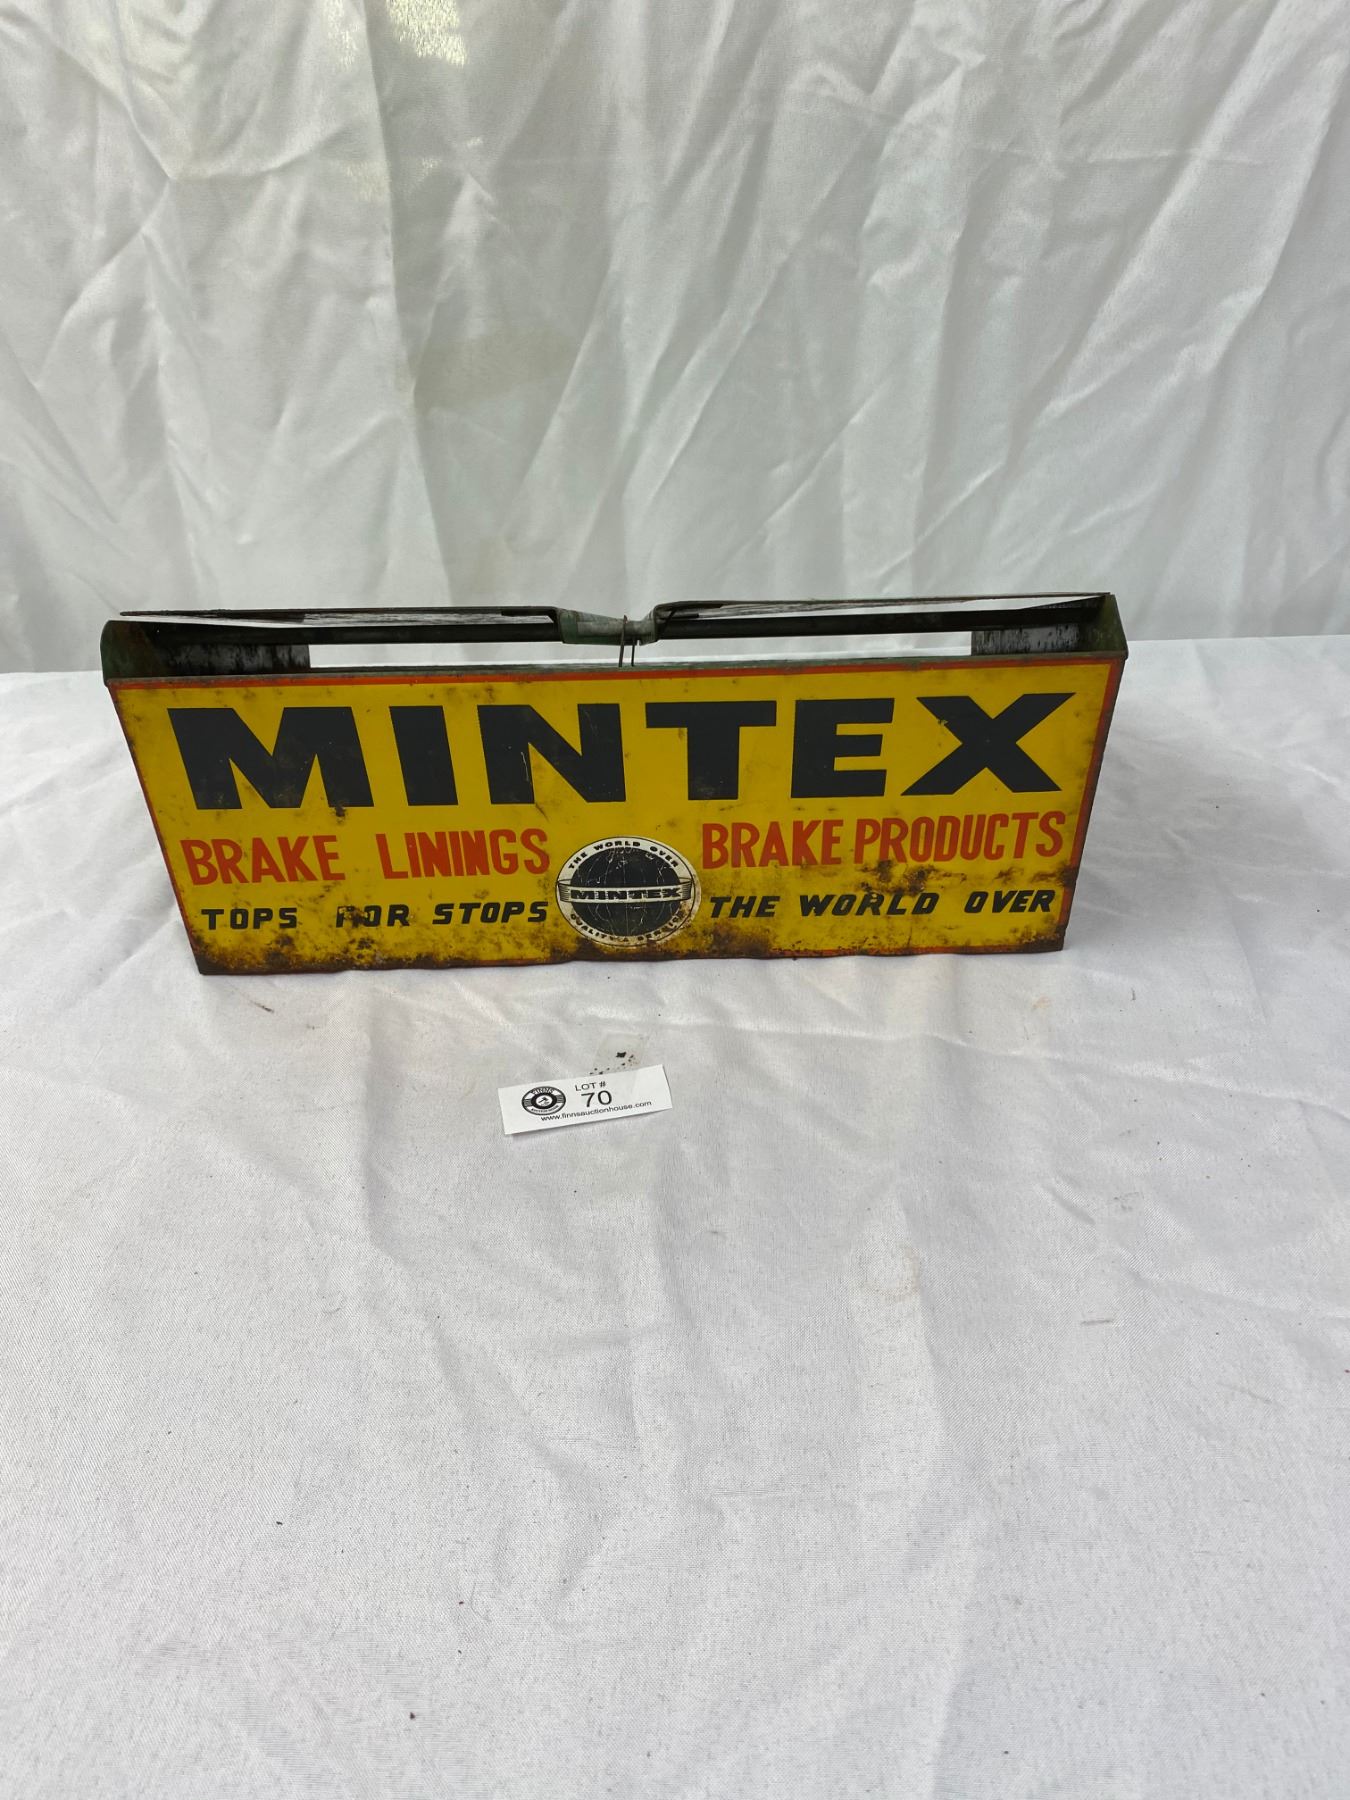 MINTEX
BRAKE LININGS BRAKE PRODUCTS
TOPS FOR STOPS THE WORLD OVER
THE WORLD OVER
MINTEX
QUALITY &
LOT #
70
www.finnsauctionhouse.com